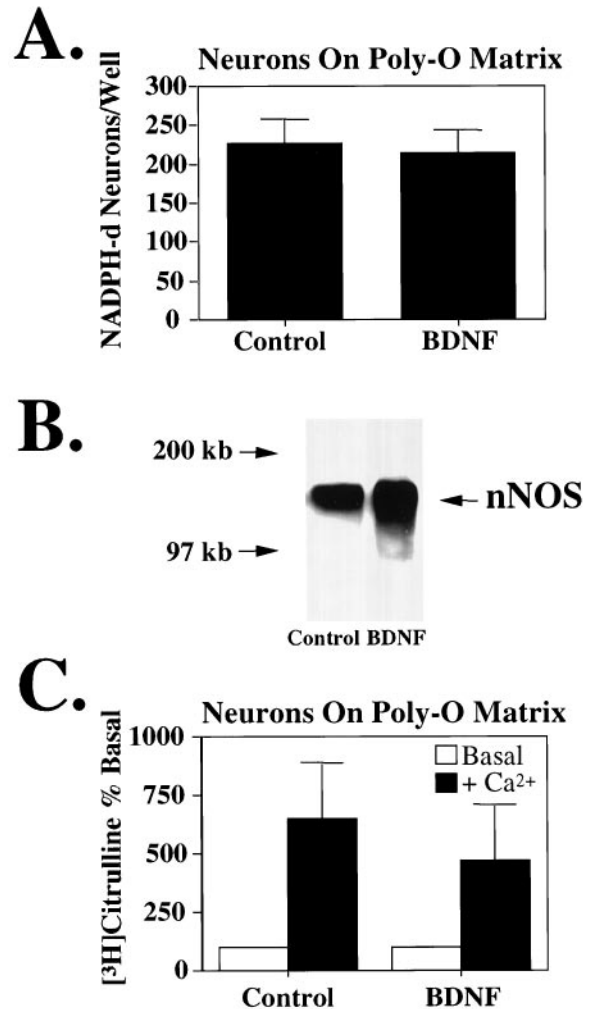 A.
Neurons On Poly-O Matrix
NADPH-d Neurons/Well
300
250
200
150
100
50
0
Control BDNF
B.
200 kb
nNOS
97 kb
Control BDNF
C.
Neurons On Poly-O Matrix
[³H]Citrulline % Basal
1000
750
500
250
0
Basal
+ Ca²⁺
Control BDNF